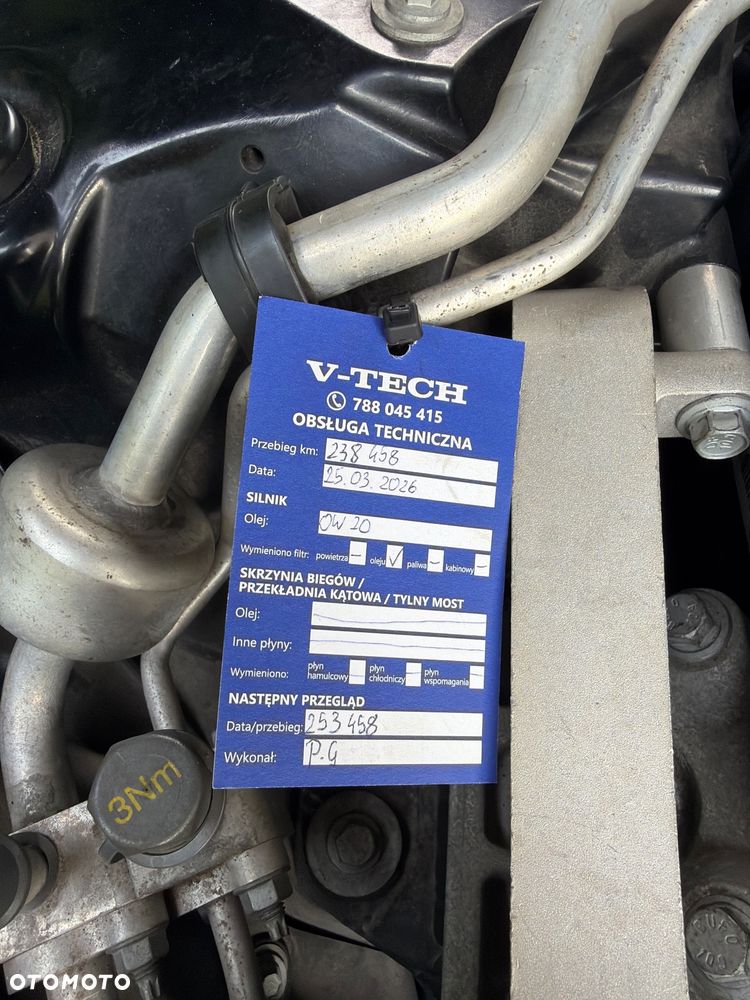 V-TECH
788 045 415
OBSŁUGA TECHNICZNA
Przebieg km: 238 458
Data: 25.03.2026
SILNIK
Olej: 0W20
Wymieniono filtr: powietrza – oleju ✓ paliwa – kabinowy –
SKRZYNIA BIEGÓW /
PRZEKŁADNIA KĄTOWA / TYLNY MOST
Olej:
Inne płyny:
Wymieniono: płyn hamulcowy – płyn chłodniczy – płyn wspomagania –
NASTĘPNY PRZEGLĄD
Data/przebieg: 253 458
Wykonał: P.G
3Nm
OTOMOTO